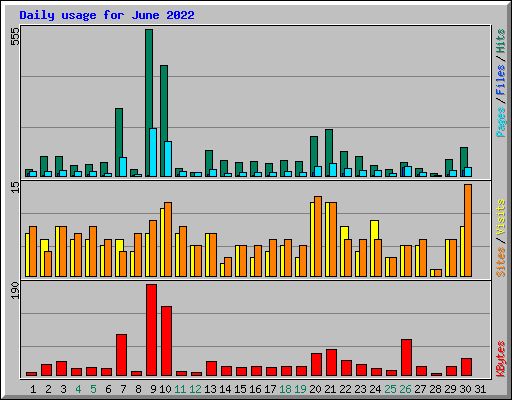 Daily usage for June 2022
555
Pages / Files / Hits
15
Sites / Visits
190
KBytes
1 2 3 4 5 6 7 8 9 10 11 12 13 14 15 16 17 18 19 20 21 22 23 24 25 26 27 28 29 30 31